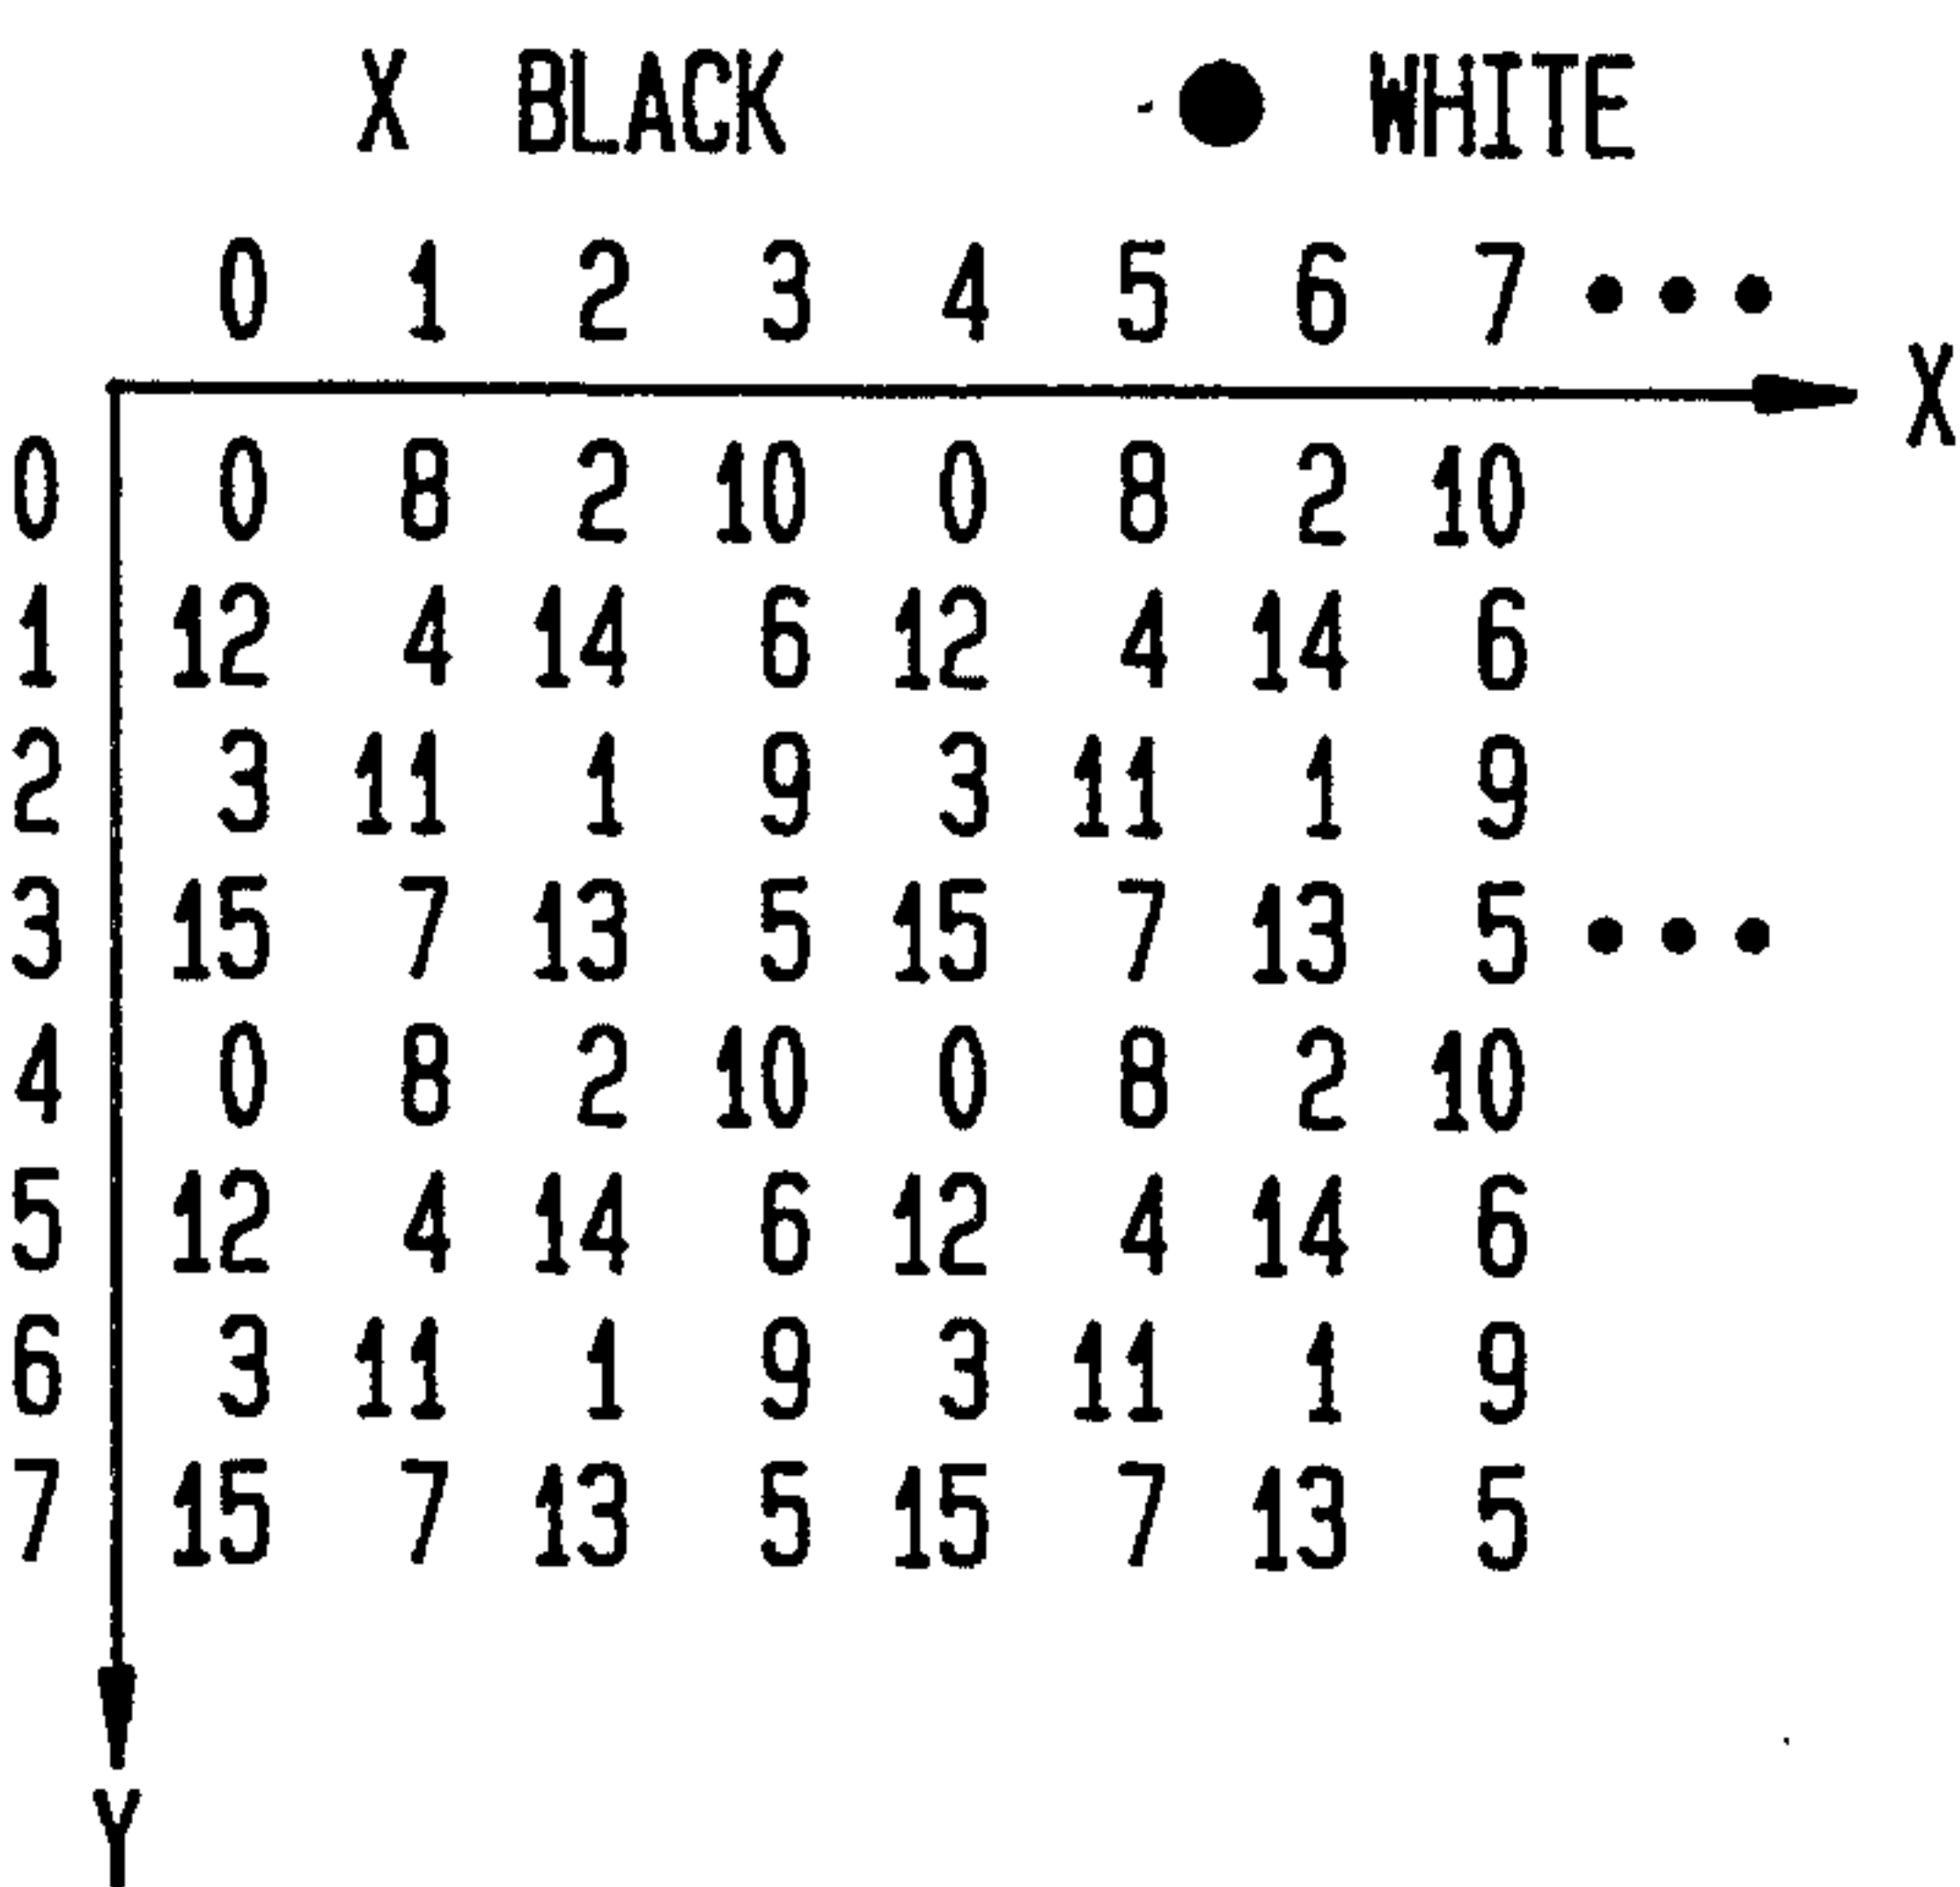 X BLACK ● WHITE
0 1 2 3 4 5 6 7 ● ● ●
X
0 0 8 2 10 0 8 2 10
1 12 4 14 6 12 4 14 6
2 3 11 1 9 3 11 1 9
3 15 7 13 5 15 7 13 5 ● ● ●
4 0 8 2 10 0 8 2 10
5 12 4 14 6 12 4 14 6
6 3 11 1 9 3 11 1 9
7 15 7 13 5 15 7 13 5
Y